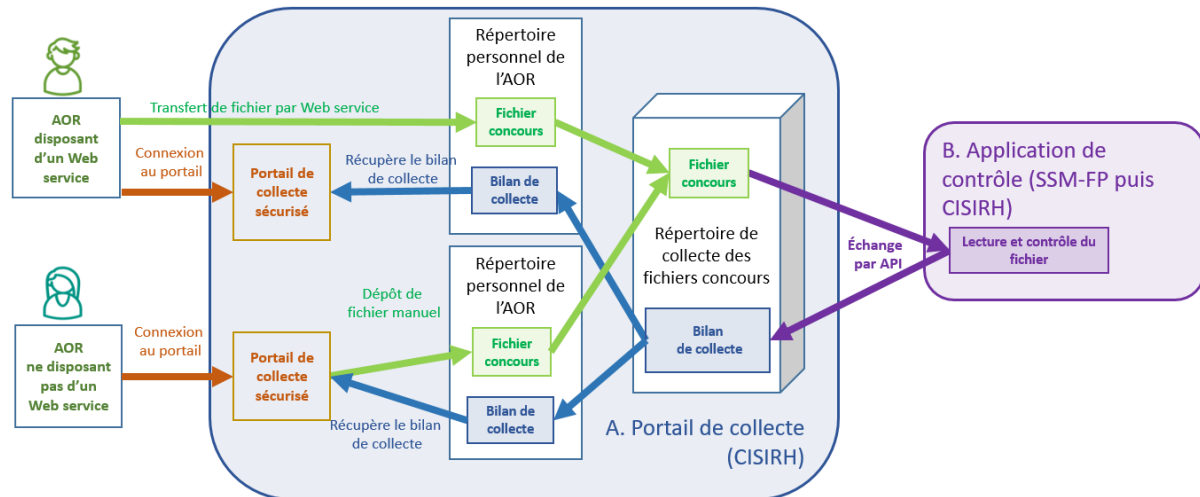 AOR
disposant
d'un Web
service
Transfert de fichier par Web service
Connexion
au portail
Portail de
collecte
sécurisé
Récupère le bilan
de collecte
Répertoire
personnel de
l'AOR
Fichier
concours
Bilan de
collecte
AOR
ne disposant
pas d'un
Web service
Connexion
au portail
Portail de
collecte
sécurisé
Dépôt de
fichier manuel
Récupère le bilan
de collecte
Répertoire
personnel de
l'AOR
Fichier
concours
Bilan de
collecte
Fichier
concours
Répertoire de
collecte des
fichiers concours
Bilan
de collecte
A. Portail de collecte
(CISIRH)
Échange
par API
B. Application de
contrôle (SSM-FP puis
CISIRH)
Lecture et contrôle du
fichier